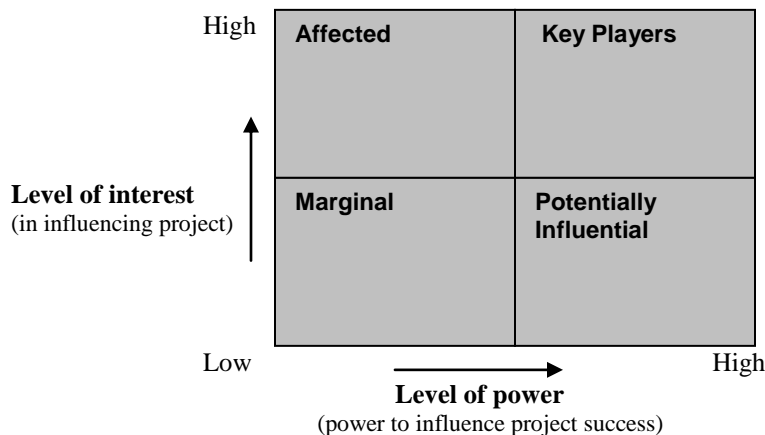 High
Affected
Key Players
Level of interest
(in influencing project)
Marginal
Potentially
Influential
Low
High
Level of power
(power to influence project success)